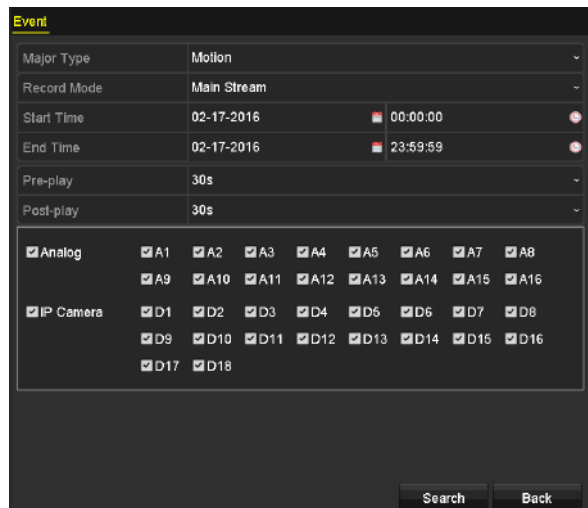 Event
Major Type Motion
Record Mode Main Stream
Start Time 02-17-2016 00:00:00
End Time 02-17-2016 23:59:59
Pre-play 30s
Post-play 30s
Analog A1 A2 A3 A4 A5 A6 A7 A8
A9 A10 A11 A12 A13 A14 A15 A16
IP Camera D1 D2 D3 D4 D5 D6 D7 D8
D9 D10 D11 D12 D13 D14 D15 D16
D17 D18
Search Back